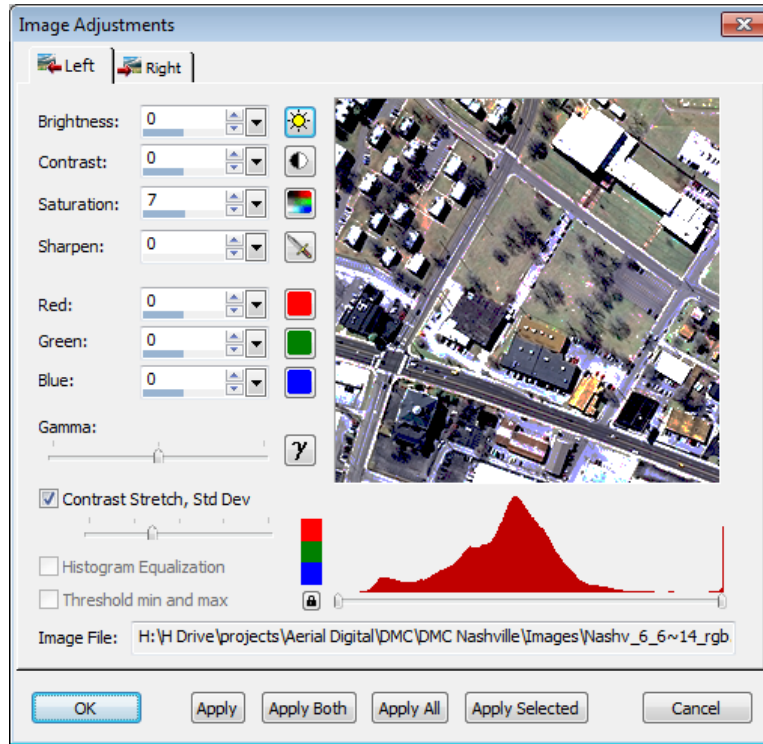 Image Adjustments
Left
Right
Brightness: 0
Contrast: 0
Saturation: 7
Sharpen: 0
Red: 0
Green: 0
Blue: 0
Gamma:
γ
Contrast Stretch, Std Dev
Histogram Equalization
Threshold min and max
Image File: H:\H Drive\projects\Aerial Digital\DMC\DMC Nashville\Images\Nashv_6_6~14_rgb.
OK Apply Apply Both Apply All Apply Selected Cancel